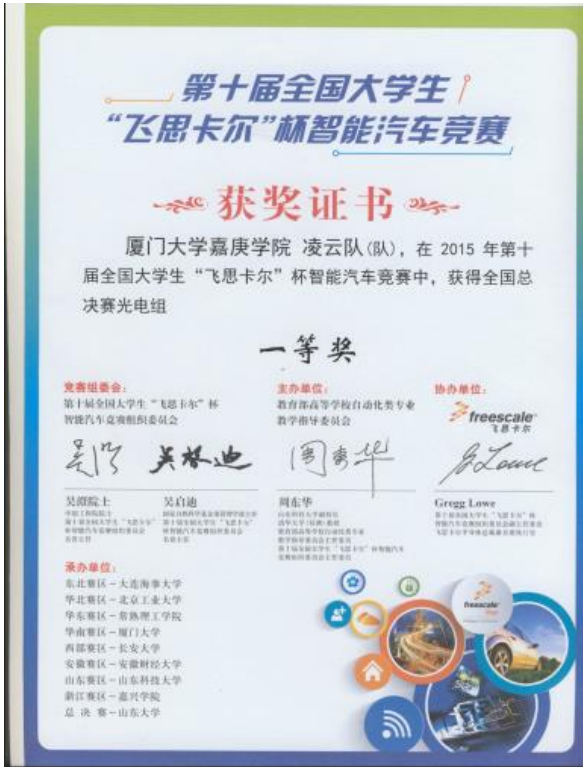 第十届全国大学生
“飞思卡尔”杯智能汽车竞赛
获奖证书
厦门大学嘉庚学院 凌云队(队)，在 2015 年第十
届全国大学生“飞思卡尔”杯智能汽车竞赛中，获得全国总
决赛光电组
一等奖
竞赛组委会：
第十届全国大学生“飞思卡尔”杯
智能汽车竞赛组织委员会
主办单位：
教育部高等学校自动化类专业
教学指导委员会
协办单位：
freescale
飞思卡尔
吴启迪
Lowe
吴澄院士
吴启迪
周东华
Gregg Lowe
承办单位：
东北赛区－大连海事大学
华北赛区－北京工业大学
华东赛区－常熟理工学院
华南赛区－厦门大学
西部赛区－长安大学
安徽赛区－安徽财经大学
山东赛区－山东科技大学
浙江赛区－嘉兴学院
总 决 赛－山东大学
freescale